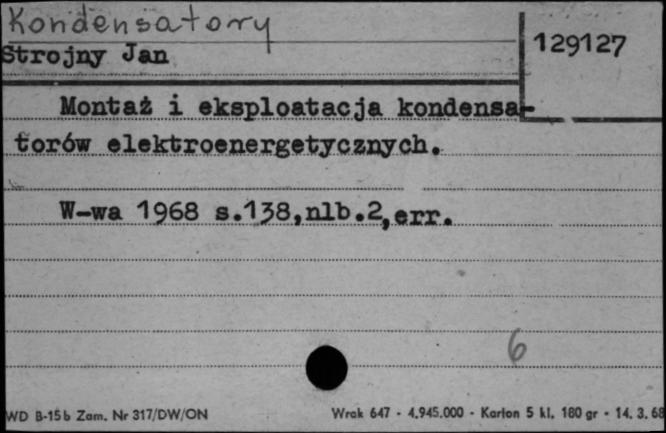 Kondensatory
129127
Strojny Jan
Montaż i eksploatacja kondensa-
torów elektroenergetycznych.
W-wa 1968 s.138,nlb.2,err.
6
WD B-15b Zam. Nr 317/DW/ON Wrak 647 - 4.945.000 - Karton 5 kl. 180 gr - 14. 3. 68